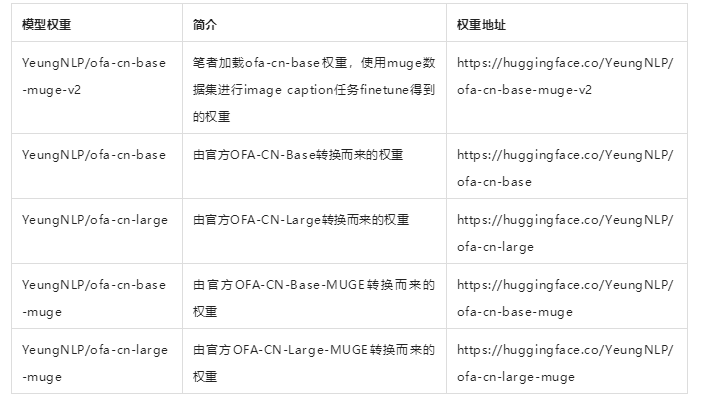 模型权重
简介
权重地址
YeungNLP/ofa-cn-base
-muge-v2
笔者加载ofa-cn-base权重，使用muge数
据集进行image caption任务finetune得到
的权重
https://huggingface.co/YeungNLP/
ofa-cn-base-muge-v2
YeungNLP/ofa-cn-base
由官方OFA-CN-Base转换而来的权重
https://huggingface.co/YeungNLP/
ofa-cn-base
YeungNLP/ofa-cn-large
由官方OFA-CN-Large转换而来的权重
https://huggingface.co/YeungNLP/
ofa-cn-large
YeungNLP/ofa-cn-base
-muge
由官方OFA-CN-Base-MUGE转换而来的
权重
https://huggingface.co/YeungNLP/
ofa-cn-base-muge
YeungNLP/ofa-cn-large
-muge
由官方OFA-CN-Large-MUGE转换而来的
权重
https://huggingface.co/YeungNLP/
ofa-cn-large-muge